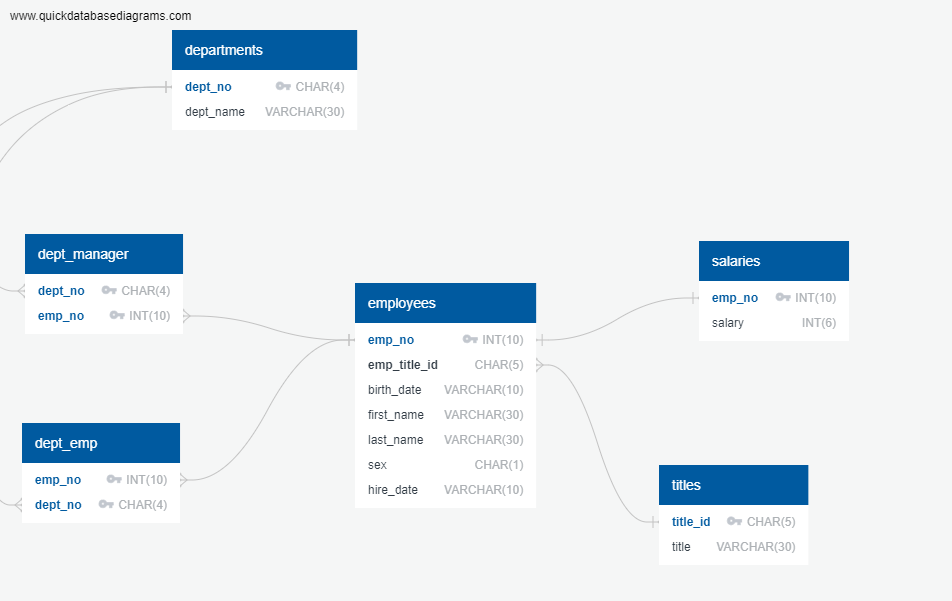 www.quickdatabasediagrams.com
departments
dept_no CHAR(4)
dept_name VARCHAR(30)
dept_manager
dept_no CHAR(4)
emp_no INT(10)
employees
emp_no INT(10)
emp_title_id CHAR(5)
birth_date VARCHAR(10)
first_name VARCHAR(30)
last_name VARCHAR(30)
sex CHAR(1)
hire_date VARCHAR(10)
salaries
emp_no INT(10)
salary INT(6)
dept_emp
emp_no INT(10)
dept_no CHAR(4)
titles
title_id CHAR(5)
title VARCHAR(30)